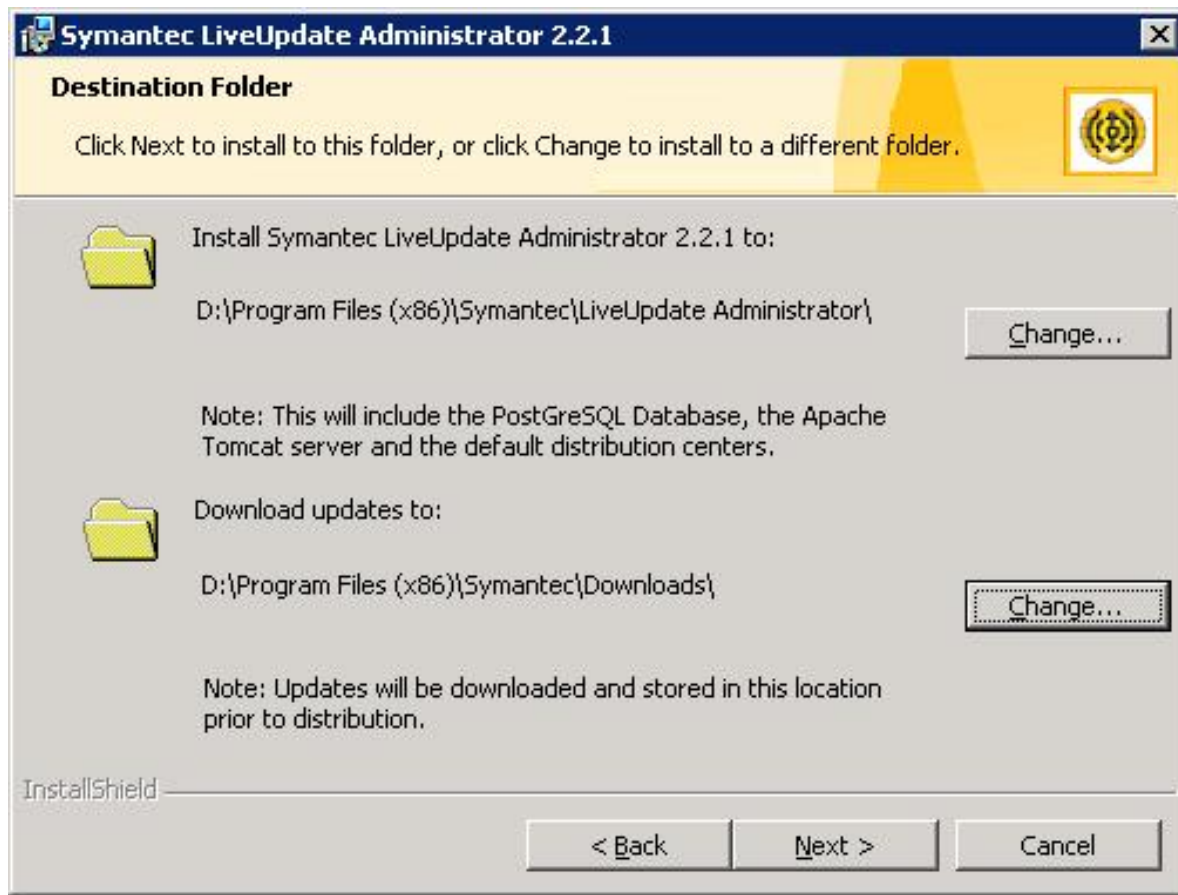 Symantec LiveUpdate Administrator 2.2.1
Destination Folder
Click Next to install to this folder, or click Change to install to a different folder.
Install Symantec LiveUpdate Administrator 2.2.1 to:
D:\Program Files (x86)\Symantec\LiveUpdate Administrator\
Change...
Note: This will include the PostGreSQL Database, the Apache
Tomcat server and the default distribution centers.
Download updates to:
D:\Program Files (x86)\Symantec\Downloads\
Change...
Note: Updates will be downloaded and stored in this location
prior to distribution.
InstallShield
< Back Next > Cancel